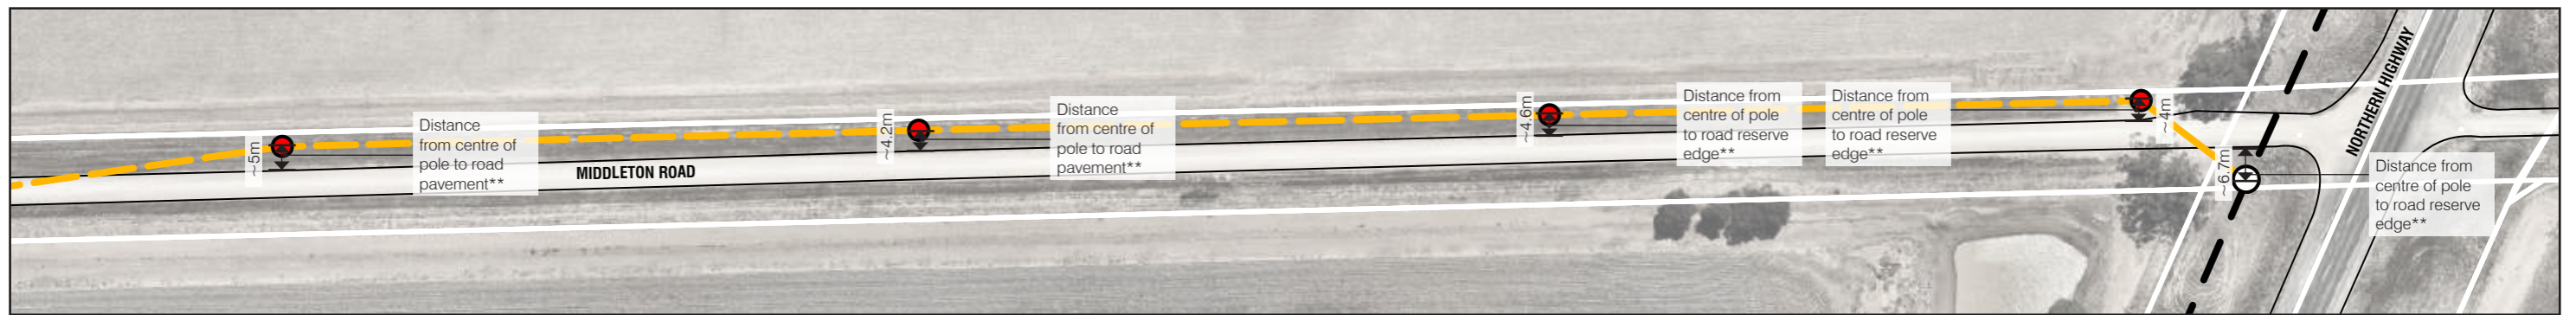 ~5m
Distance
from centre of
pole to road
pavement**
MIDDLETON ROAD
~4.2m
Distance
from centre of
pole to road
pavement**
~4.6m
Distance from
centre of pole
to road reserve
edge**
Distance from
centre of pole
to road reserve
edge**
~4m
~6.7m
NORTHERN HIGHWAY
Distance from
centre of pole
to road reserve
edge**